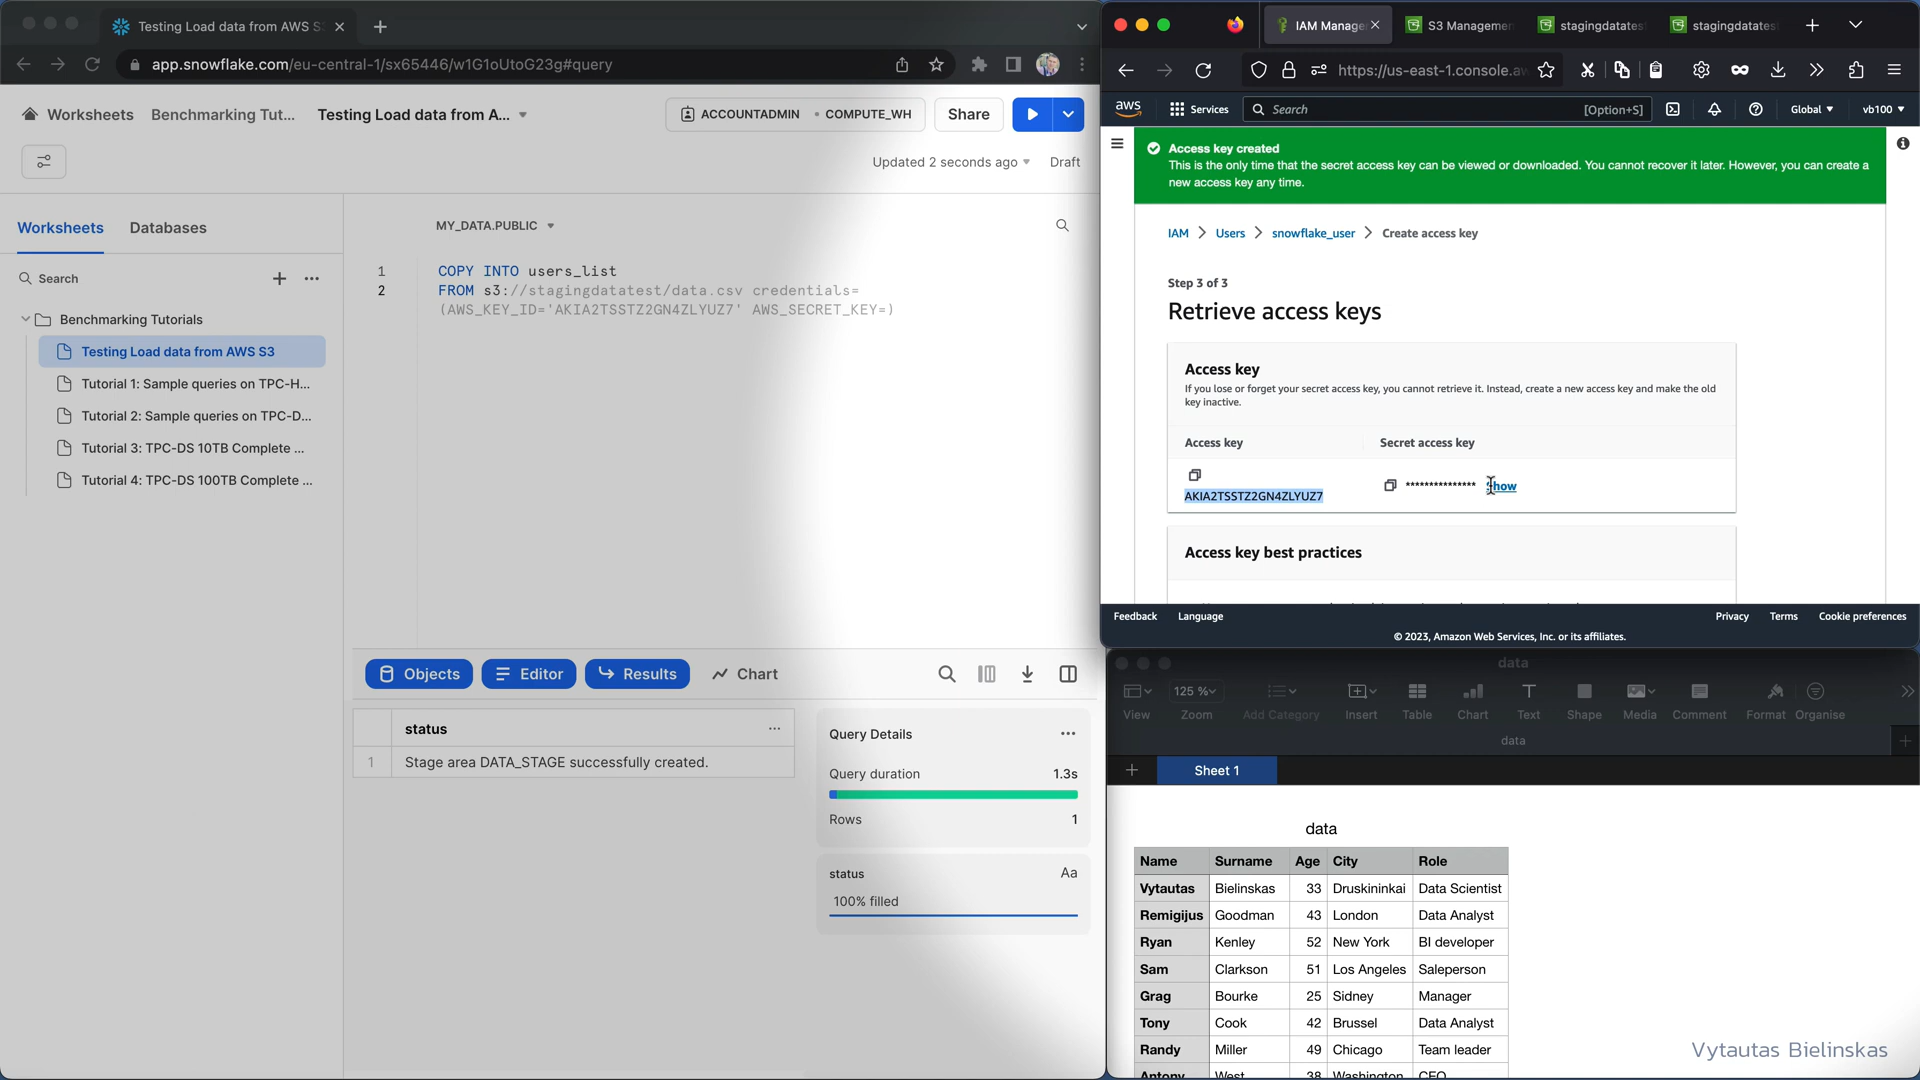 Testing Load data from AWS S
app.snowflake.com/eu-central-1/sx65446/w1G1oUtoG23g#query
Worksheets
Benchmarking Tut...
Testing Load data from A...
ACCOUNTADMIN
COMPUTE_WH
Share
Updated 2 seconds ago
Draft
Worksheets
Databases
Search
Benchmarking Tutorials
Testing Load data from AWS S3
Tutorial 1: Sample queries on TPC-H...
Tutorial 2: Sample queries on TPC-D...
Tutorial 3: TPC-DS 10TB Complete ...
Tutorial 4: TPC-DS 100TB Complete ...
MY_DATA.PUBLIC
1 COPY INTO users_list
2 FROM s3://stagingdatatest/data.csv credentials=
(AWS_KEY_ID='AKIA2TSSTZ2GN4ZLYUZ7' AWS_SECRET_KEY=)
Objects
Editor
Results
Chart
status
1 Stage area DATA_STAGE successfully created.
Query Details
Query duration 1.3s
Rows 1
status Aa
100% filled
IAM Manage
S3 Managemen
stagingdatates
stagingdatates
https://us-east-1.console.aw
aws
Services
Search
[Option+S]
Global
vb100
Access key created
This is the only time that the secret access key can be viewed or downloaded. You cannot recover it later. However, you can create a
new access key any time.
IAM > Users > snowflake_user > Create access key
Step 3 of 3
Retrieve access keys
Access key
If you lose or forget your secret access key, you cannot retrieve it. Instead, create a new access key and make the old
key inactive.
Access key
Secret access key
AKIA2TSSTZ2GN4ZLYUZ7
*************** Show
Access key best practices
Feedback
Language
Privacy
Terms
Cookie preferences
© 2023, Amazon Web Services, Inc. or its affiliates.
data
125 %
View
Zoom
Add Category
Insert
Table
Chart
Text
Shape
Media
Comment
Format
Organise
data
Sheet 1
data
Name Surname Age City Role
Vytautas Bielinskas 33 Druskininkai Data Scientist
Remigijus Goodman 43 London Data Analyst
Ryan Kenley 52 New York BI developer
Sam Clarkson 51 Los Angeles Saleperson
Grag Bourke 25 Sidney Manager
Tony Cook 42 Brussel Data Analyst
Randy Miller 49 Chicago Team leader
Antony West 38 Washington CEO
Vytautas Bielinskas